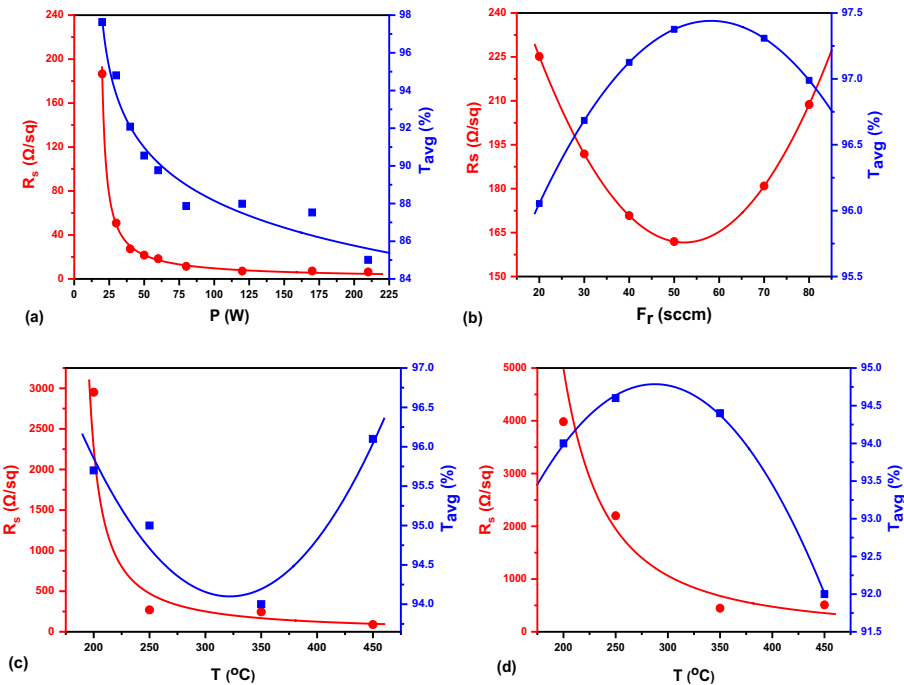 240
200
160
120
80
40
0
R_s (Ω/sq)
98
96
94
92
90
88
86
84
Tavg (%)
0 25 50 75 100 125 150 175 200 225
P (W)
(a)
240
225
210
195
180
165
150
Rs (Ω/sq)
97.5
97.0
96.5
96.0
95.5
Tavg (%)
20 30 40 50 60 70 80
F_r (sccm)
(b)
3000
2500
2000
1500
1000
500
0
R_s (Ω/sq)
97.0
96.5
96.0
95.5
95.0
94.5
94.0
Tavg (%)
200 250 300 350 400 450
T (°C)
(c)
5000
4000
3000
2000
1000
0
R_s (Ω/sq)
95.0
94.5
94.0
93.5
93.0
92.5
92.0
91.5
Tavg (%)
200 250 300 350 400 450
T (°C)
(d)